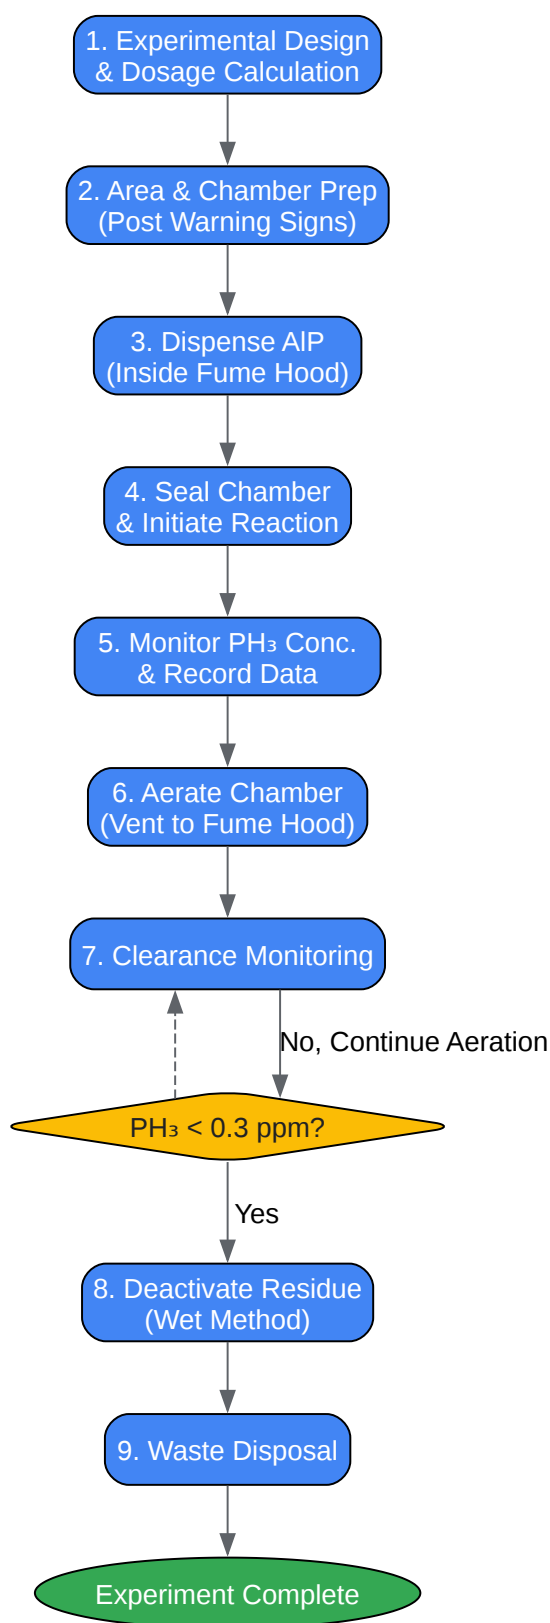 1. Experimental Design
& Dosage Calculation
2. Area & Chamber Prep
(Post Warning Signs)
3. Dispense AlP
(Inside Fume Hood)
4. Seal Chamber
& Initiate Reaction
5. Monitor PH₃ Conc.
& Record Data
6. Aerate Chamber
(Vent to Fume Hood)
7. Clearance Monitoring
No, Continue Aeration
PH₃ < 0.3 ppm?
Yes
8. Deactivate Residue
(Wet Method)
9. Waste Disposal
Experiment Complete